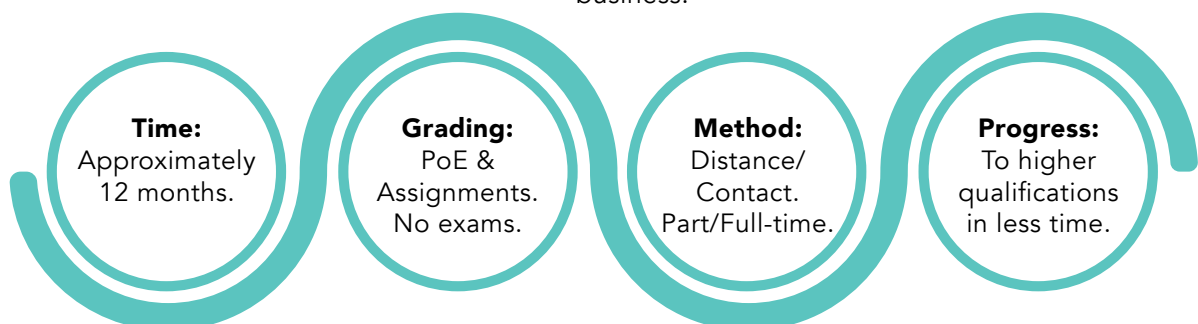 business.
Time:
Approximately
12 months.
Grading:
PoE &
Assignments.
No exams.
Method:
Distance/
Contact.
Part/Full-time.
Progress:
To higher
qualifications
in less time.